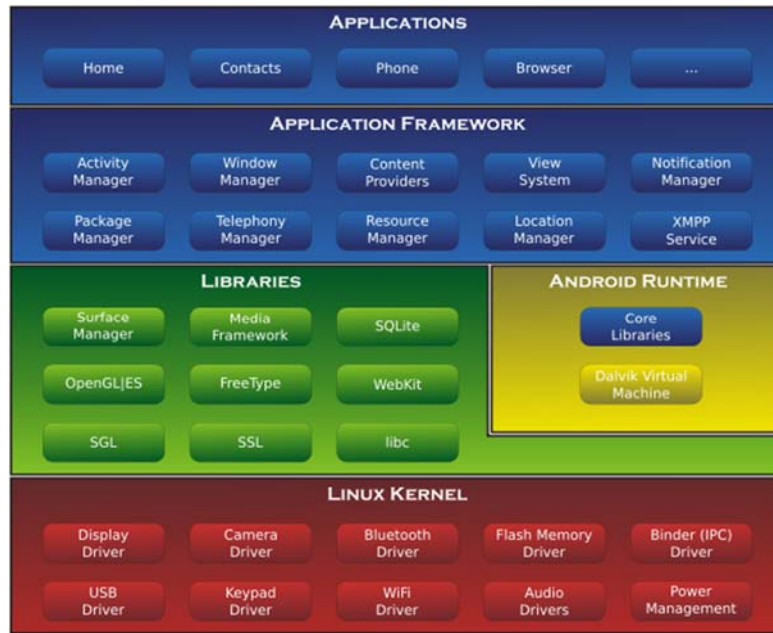 APPLICATIONS
Home
Contacts
Phone
Browser
...
APPLICATION FRAMEWORK
Activity
Manager
Window
Manager
Content
Providers
View
System
Notification
Manager
Package
Manager
Telephony
Manager
Resource
Manager
Location
Manager
XMPP
Service
LIBRARIES
Surface
Manager
Media
Framework
SQLite
OpenGL|ES
FreeType
WebKit
SGL
SSL
libc
ANDROID RUNTIME
Core
Libraries
Dalvik Virtual
Machine
LINUX KERNEL
Display
Driver
Camera
Driver
Bluetooth
Driver
Flash Memory
Driver
Binder (IPC)
Driver
USB
Driver
Keypad
Driver
WiFi
Driver
Audio
Drivers
Power
Management